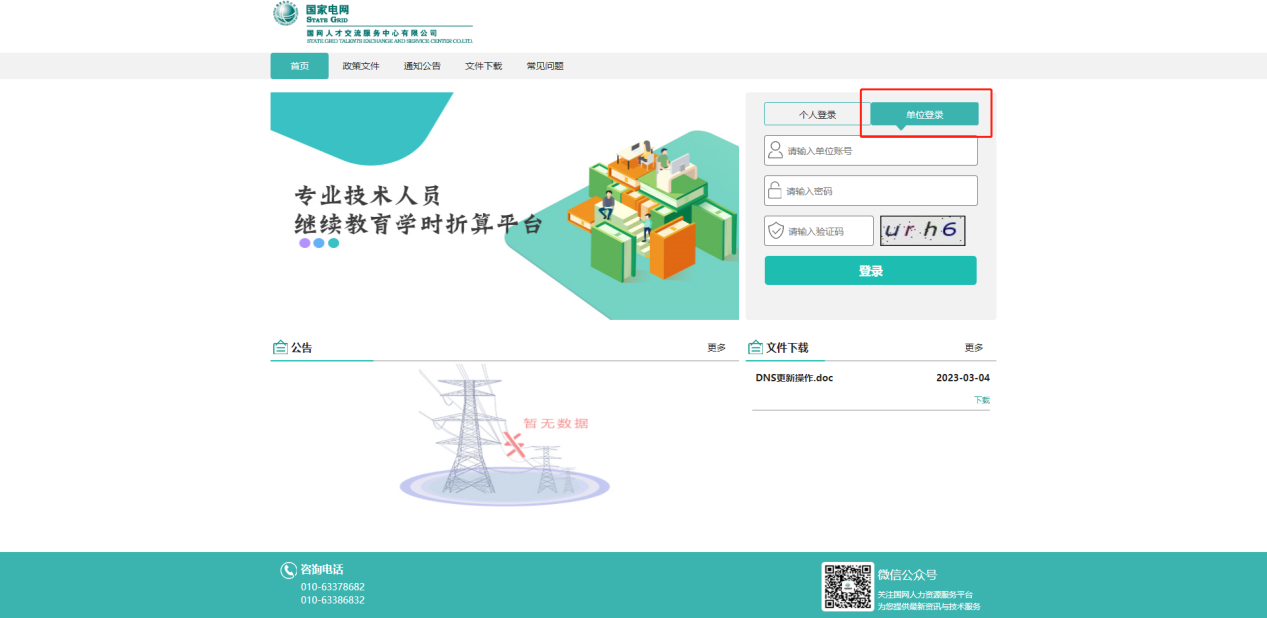 国家电网
STATE GRID
国网人才交流服务中心有限公司
STATE GRID TALENTS EXCHANGE AND SERVICE CENTER CO.LTD.
首页
政策文件
通知公告
文件下载
常见问题
专业技术人员
继续教育学时折算平台
个人登录
单位登录
请输入单位账号
请输入密码
请输入验证码
urh6
登录
公告
更多
暂无数据
文件下载
更多
DNS更新操作.doc
2023-03-04
下载
咨询电话
010-63378682
010-63386832
微信公众号
关注国网人力资源服务平台
为您提供最新资讯与技术服务